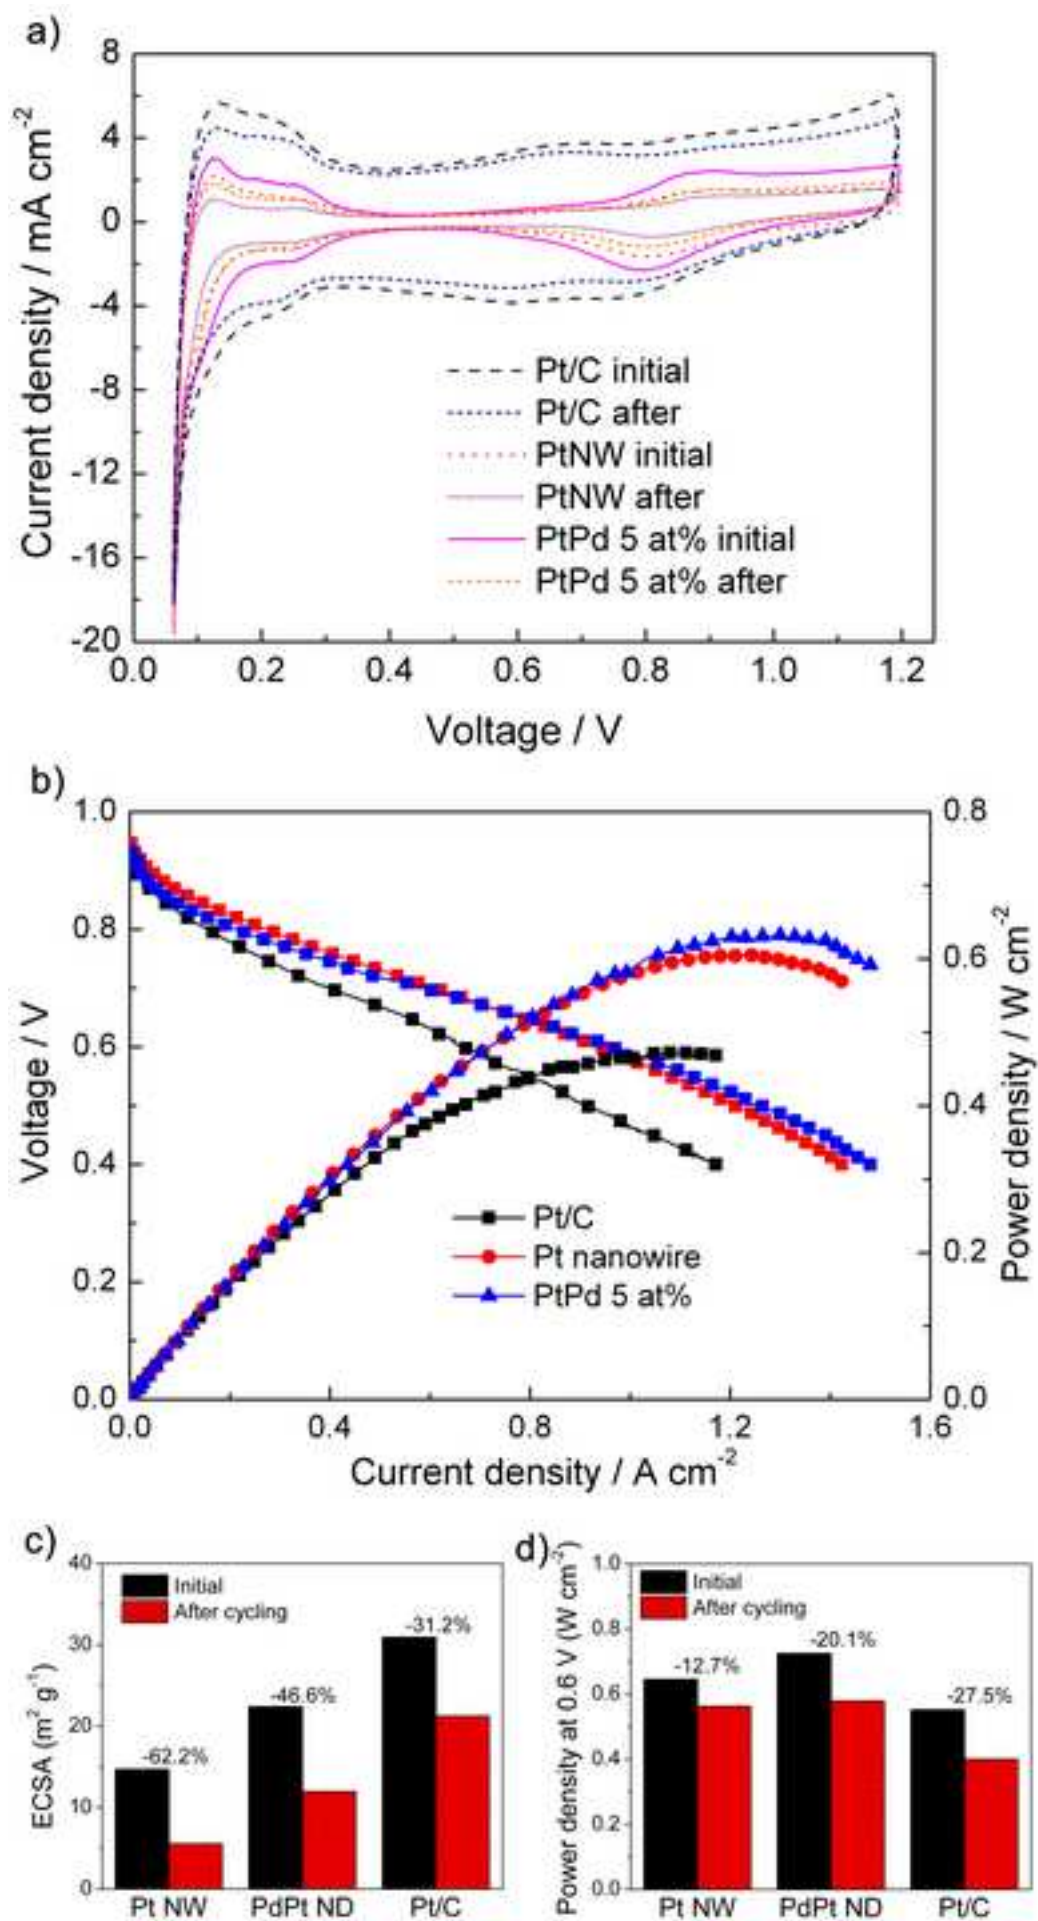 a)
8
4
0
-4
-8
-12
-16
-20
Current density / mA cm-2
Pt/C initial
Pt/C after
PtNW initial
PtNW after
PtPd 5 at% initial
PtPd 5 at% after
0.0 0.2 0.4 0.6 0.8 1.0 1.2
Voltage / V
b)
1.0
0.8
0.6
0.4
0.2
0.0
Voltage / V
0.8
0.6
0.4
0.2
0.0
Power density / W cm-2
Pt/C
Pt nanowire
PtPd 5 at%
0.0 0.4 0.8 1.2 1.6
Current density / A cm-2
c)
40
30
20
10
0
ECSA (m2 g-1)
Initial
After cycling
-62.2%
-46.6%
-31.2%
Pt NW PdPt ND Pt/C
d)
1.0
0.8
0.6
0.4
0.2
0.0
Power density at 0.6 V (W cm-2)
Initial
After cycling
-12.7%
-20.1%
-27.5%
Pt NW PdPt ND Pt/C